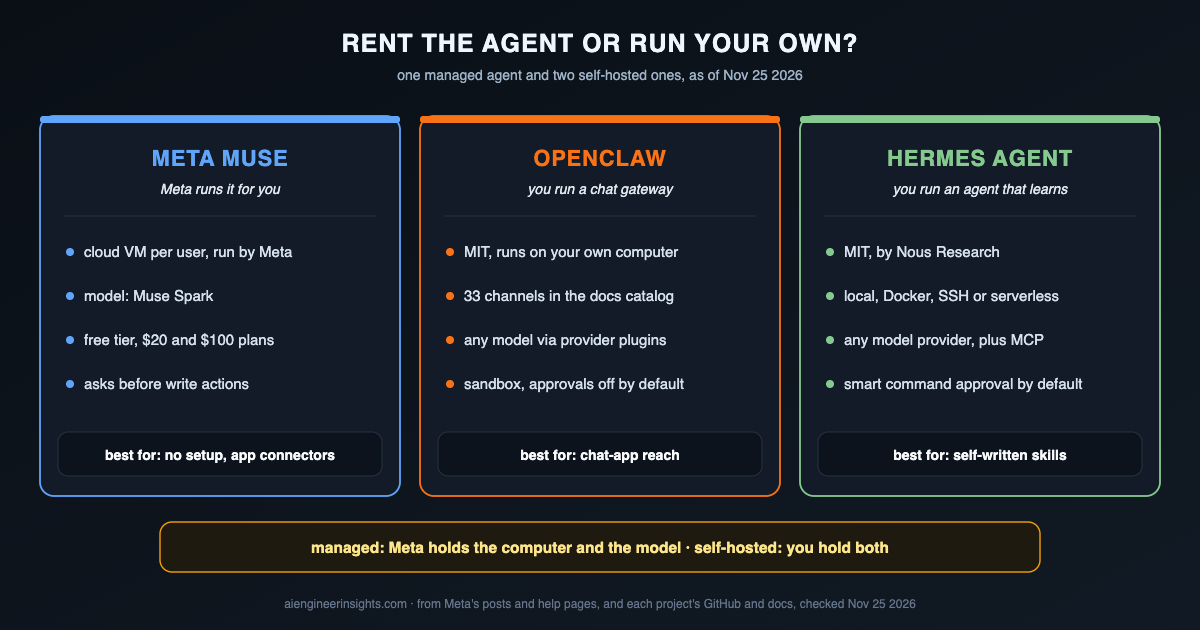 RENT THE AGENT OR RUN YOUR OWN?
one managed agent and two self-hosted ones, as of Nov 25 2026
META MUSE
Meta runs it for you
cloud VM per user, run by Meta
model: Muse Spark
free tier, $20 and $100 plans
asks before write actions
best for: no setup, app connectors
OPENCLAW
you run a chat gateway
MIT, runs on your own computer
33 channels in the docs catalog
any model via provider plugins
sandbox, approvals off by default
best for: chat-app reach
HERMES AGENT
you run an agent that learns
MIT, by Nous Research
local, Docker, SSH or serverless
any model provider, plus MCP
smart command approval by default
best for: self-written skills
managed: Meta holds the computer and the model · self-hosted: you hold both
aiengineerinsights.com · from Meta's posts and help pages, and each project's GitHub and docs, checked Nov 25 2026